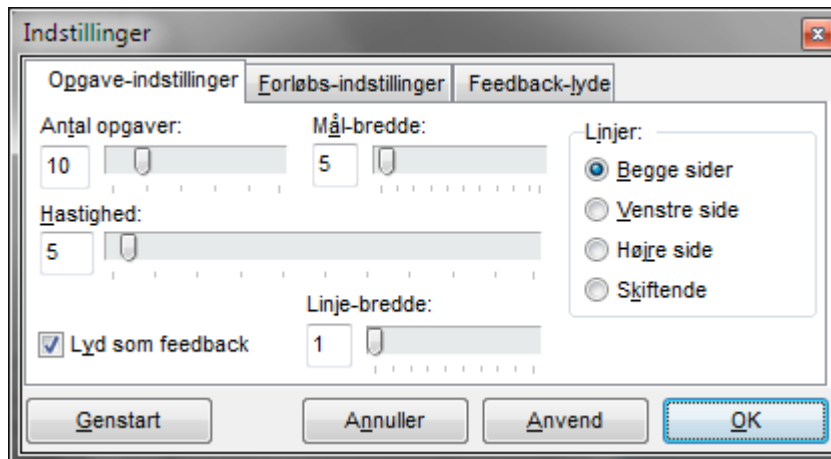 Indstillinger
Opgave-indstillinger Forløbs-indstillinger Feedback-lyde
Antal opgaver: Mål-bredde: Linjer:
10 5
Begge sider
Venstre side
Hastighed:
5
Højre side
Skiftende
Linje-bredde:
Lyd som feedback 1
Genstart Annuller Anvend OK